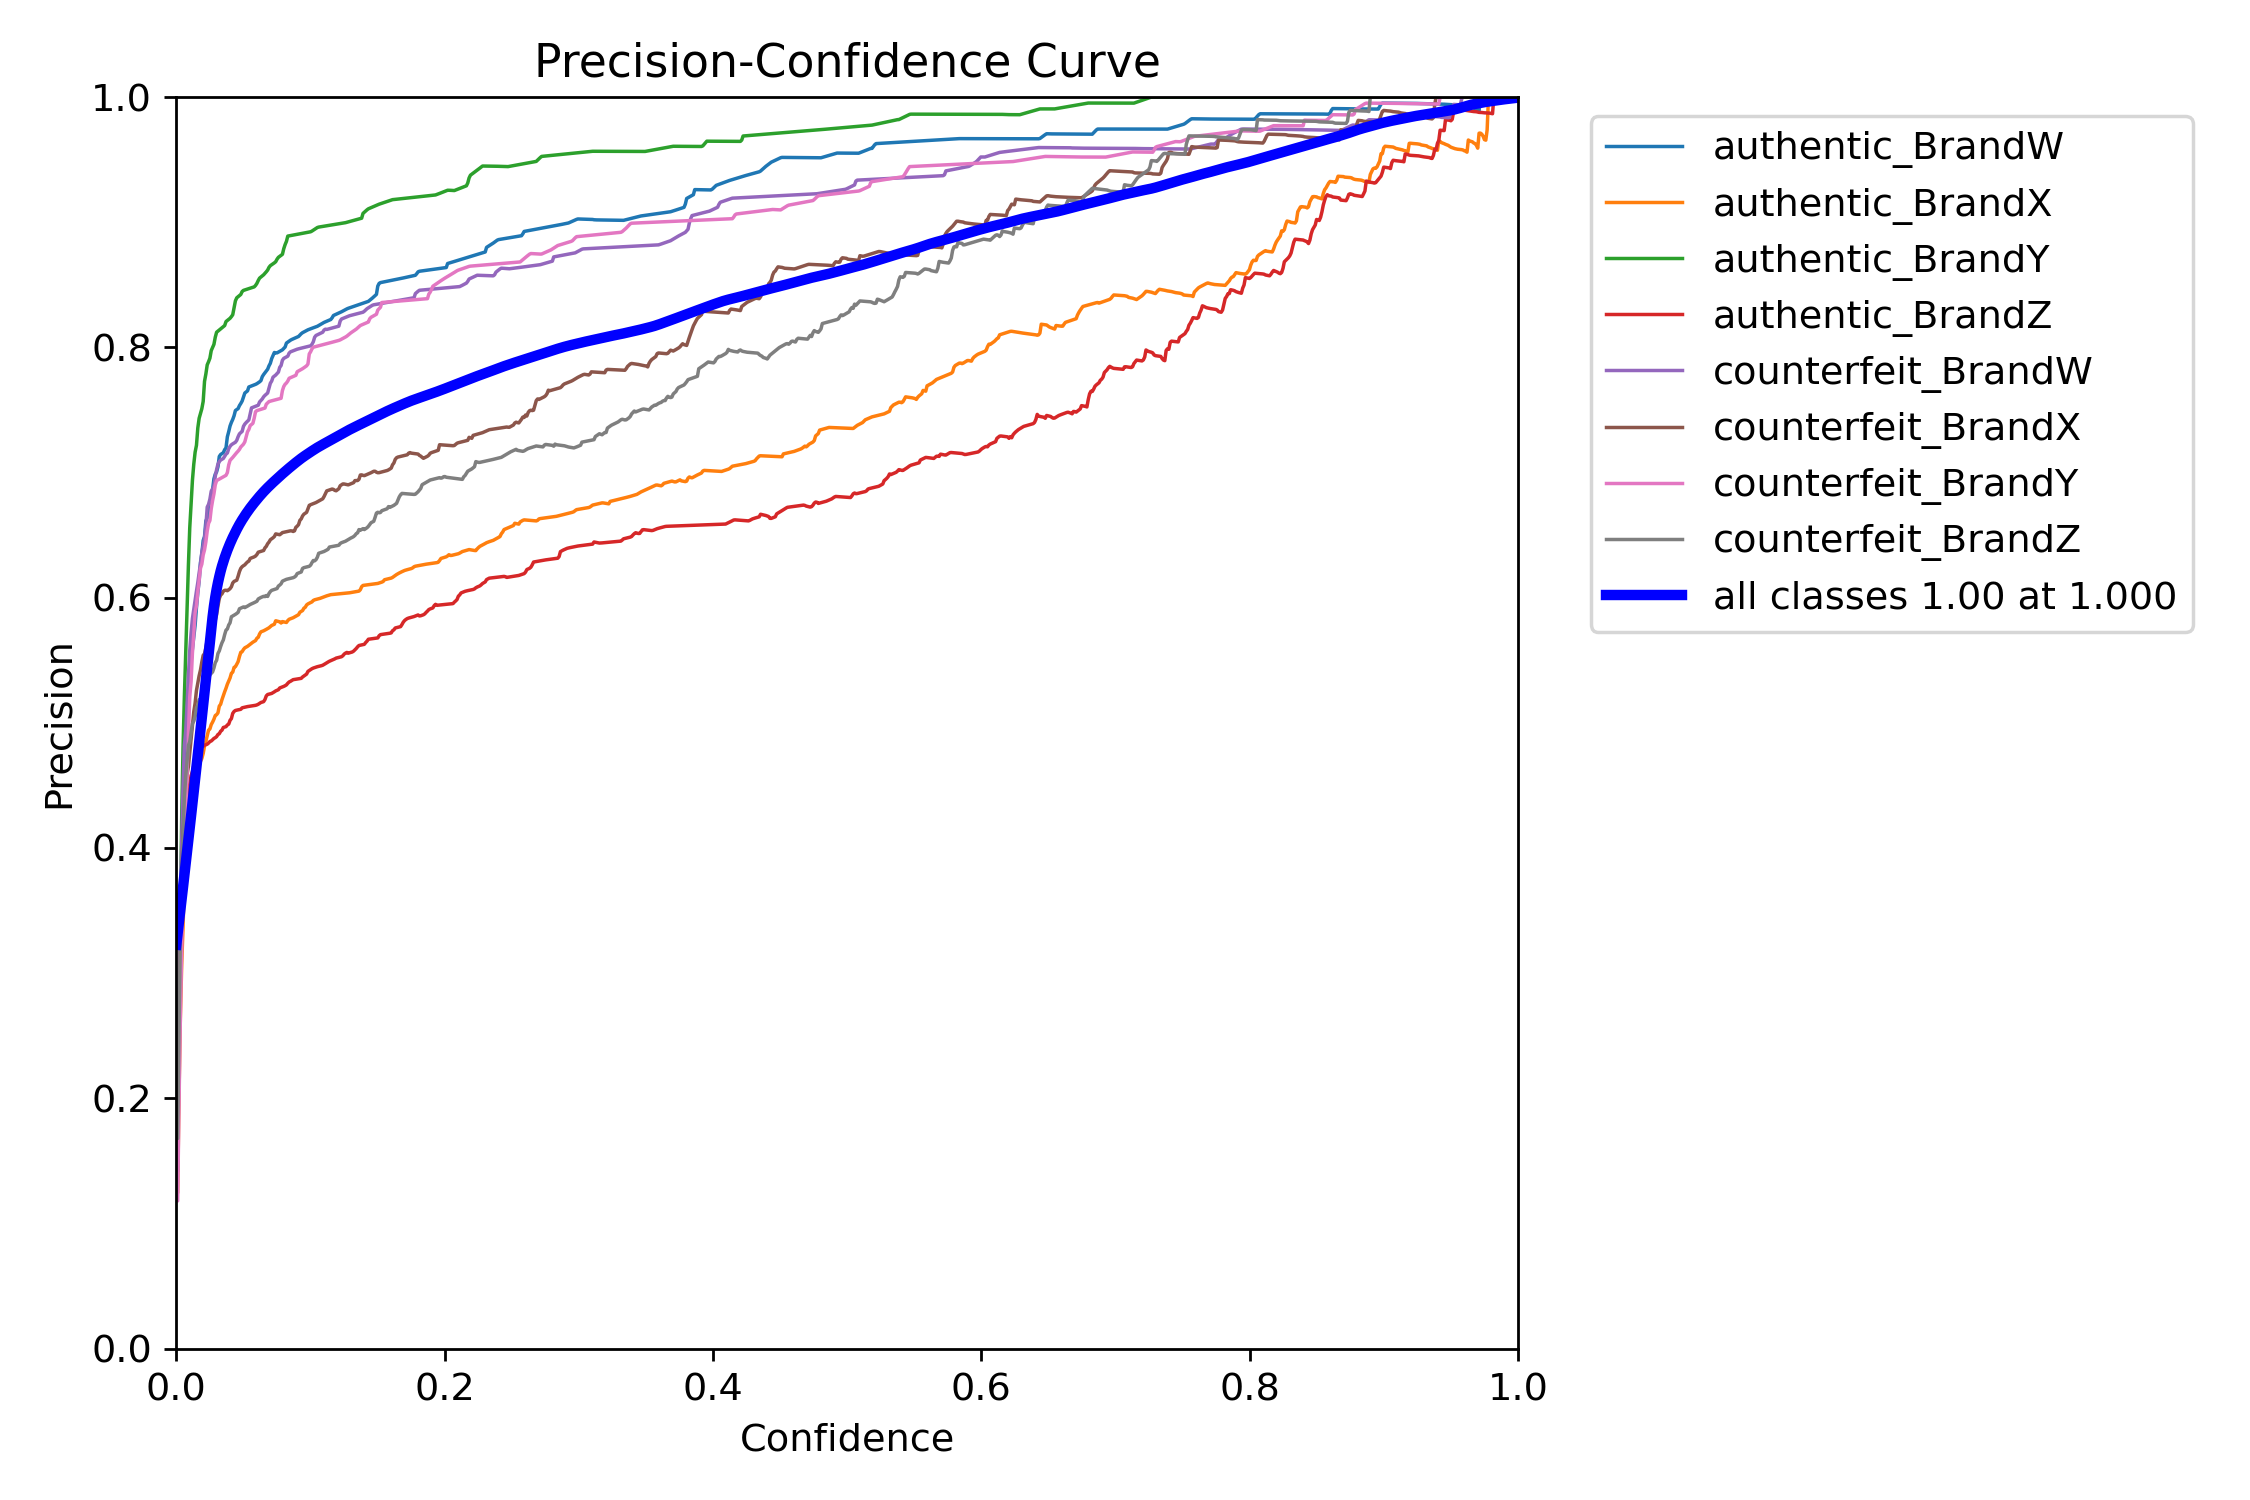 Precision-Confidence Curve
1.0
0.8
0.6
0.4
0.2
0.0
Precision
0.0 0.2 0.4 0.6 0.8 1.0
Confidence
authentic_BrandW
authentic_BrandX
authentic_BrandY
authentic_BrandZ
counterfeit_BrandW
counterfeit_BrandX
counterfeit_BrandY
counterfeit_BrandZ
all classes 1.00 at 1.000